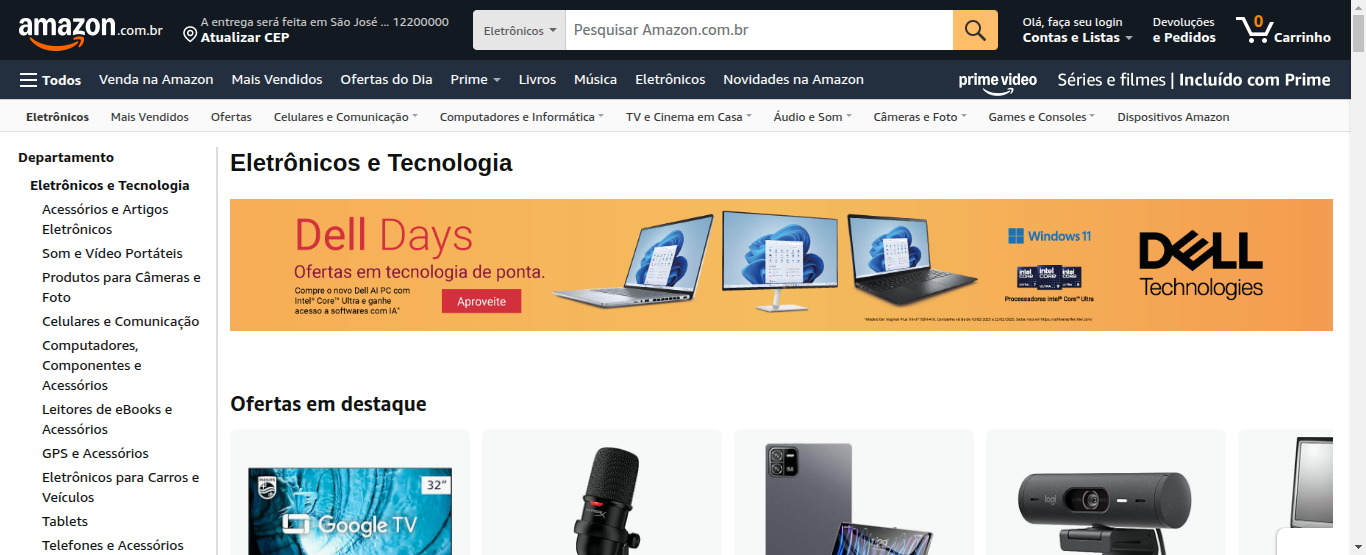 amazon.com.br
A entrega será feita em São José ... 12200000
Atualizar CEP
Eletrônicos
Pesquisar Amazon.com.br
Olá, faça seu login
Contas e Listas
Devoluções
e Pedidos
0
Carrinho
Todos
Venda na Amazon
Mais Vendidos
Ofertas do Dia
Prime
Livros
Música
Eletrônicos
Novidades na Amazon
prime video
Séries e filmes | Incluído com Prime
Eletrônicos
Mais Vendidos
Ofertas
Celulares e Comunicação
Computadores e Informática
TV e Cinema em Casa
Áudio e Som
Câmeras e Foto
Games e Consoles
Dispositivos Amazon
Departamento
Eletrônicos e Tecnologia
Acessórios e Artigos
Eletrônicos
Som e Vídeo Portáteis
Produtos para Câmeras e
Foto
Celulares e Comunicação
Computadores,
Componentes e
Acessórios
Leitores de eBooks e
Acessórios
GPS e Acessórios
Eletrônicos para Carros e
Veículos
Tablets
Telefones e Acessórios
Eletrônicos e Tecnologia
Dell Days
Ofertas em tecnologia de ponta.
Compre o novo Dell AI PC com
Intel® Core™ Ultra e ganhe
acesso a softwares com IA*
Aproveite
Windows 11
Processadores Intel® Core™ Ultra
DELL
Technologies
Ofertas em destaque
PHILIPS
32"
Google TV
logi